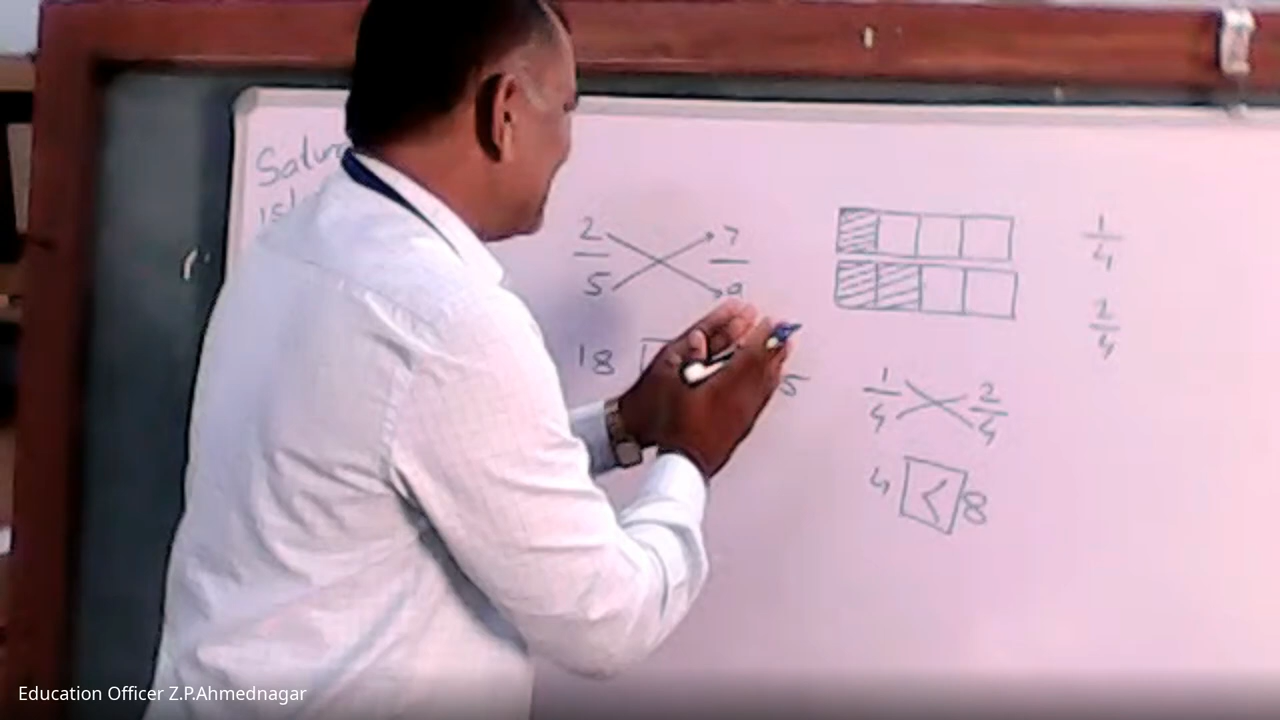 2/5 7/9
18 5
1/4
2/4
1/4 2/4
4 < 8
Education Officer Z.P.Ahmednagar